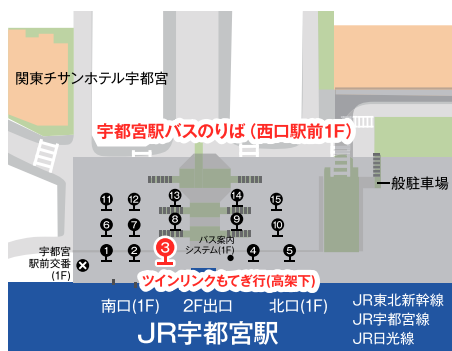 関東チサンホテル宇都宮
宇都宮駅バスのりば（西口駅前1F）
一般駐車場
11 12 13 14 15
6 7 8 9 10
宇都宮
駅前交番
(1F)
1 2 3
バス案内
システム(1F)
4 5
ツインリンクもてぎ行(高架下)
南口(1F) 2F出口 北口(1F)
JR宇都宮駅
JR東北新幹線
JR宇都宮線
JR日光線